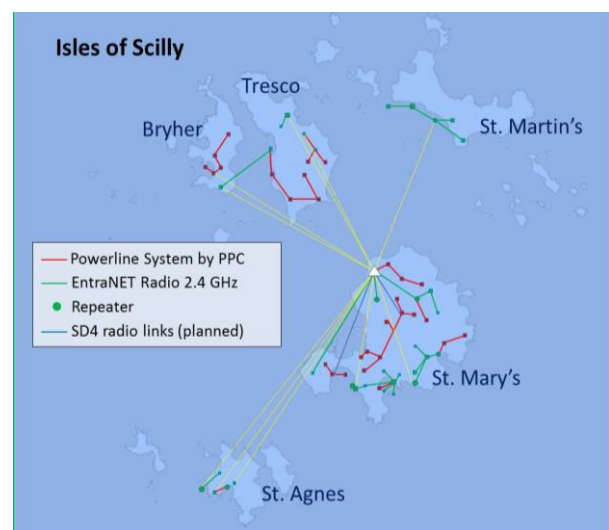 Isles of Scilly
Tresco
Bryher
St. Martin's
Powerline System by PPC
EntraNET Radio 2.4 GHz
Repeater
SD4 radio links (planned)
St. Mary's
St. Agnes